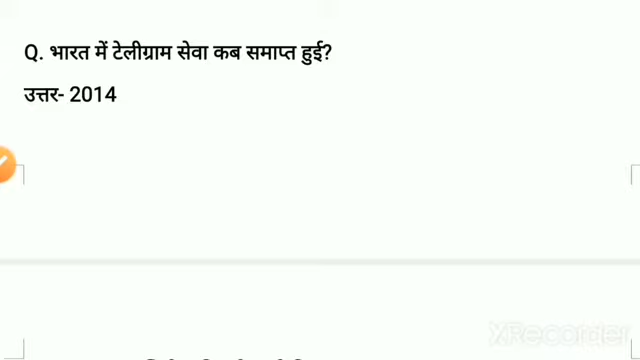 Q. भारत में टेलीग्राम सेवा कब समाप्त हुई?
उत्तर- 2014
XRecorder